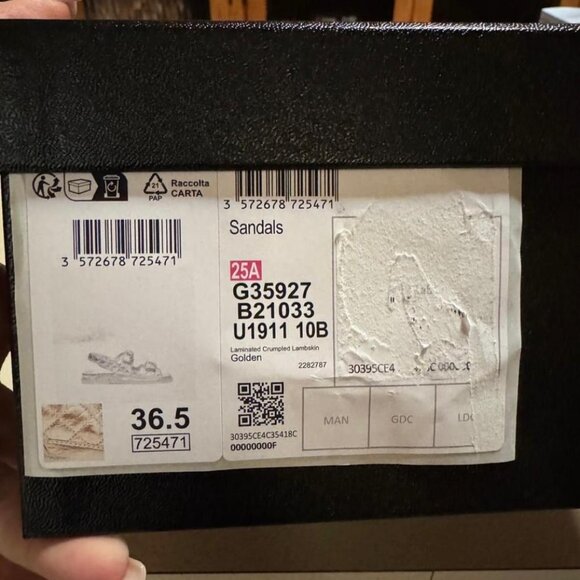 21
PAP
Raccolta
CARTA
3 572678 725471
3 572678 725471
Sandals
25A
G35927
B21033
U1911 10B
Laminated Crumpled Lambskin
Golden
2282787
30395CE4
36.5
725471
30395CE4C35418C
00000000F
MAN
GDC